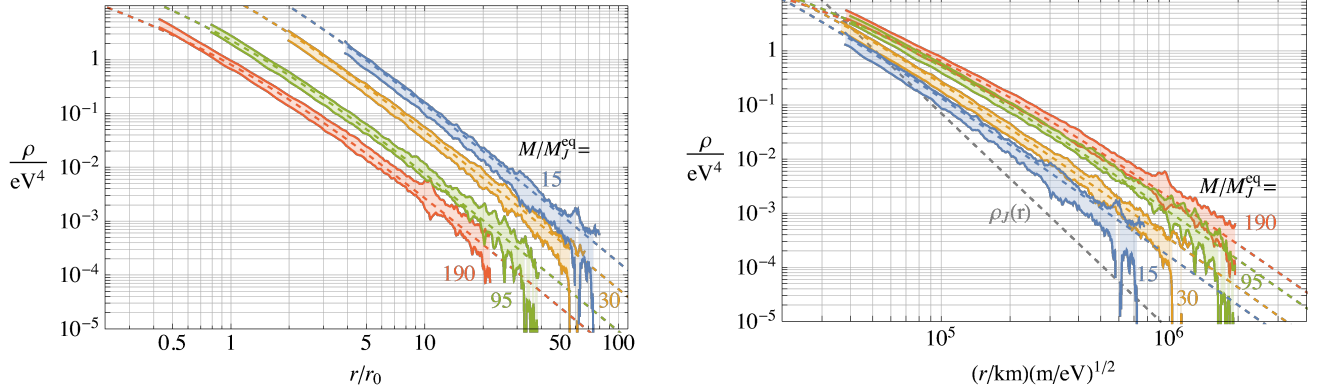 1
10⁻¹
10⁻²
10⁻³
10⁻⁴
10⁻⁵
ρ
eV⁴
M/M_J^eq=
15
190
95
30
0.5 1 5 10 50 100
r/r₀
1
10⁻¹
10⁻²
10⁻³
10⁻⁴
10⁻⁵
ρ
eV⁴
M/M_J^eq=
ρ_J(r)
190
15
95
30
10⁵ 10⁶
(r/km)(m/eV)^1/2